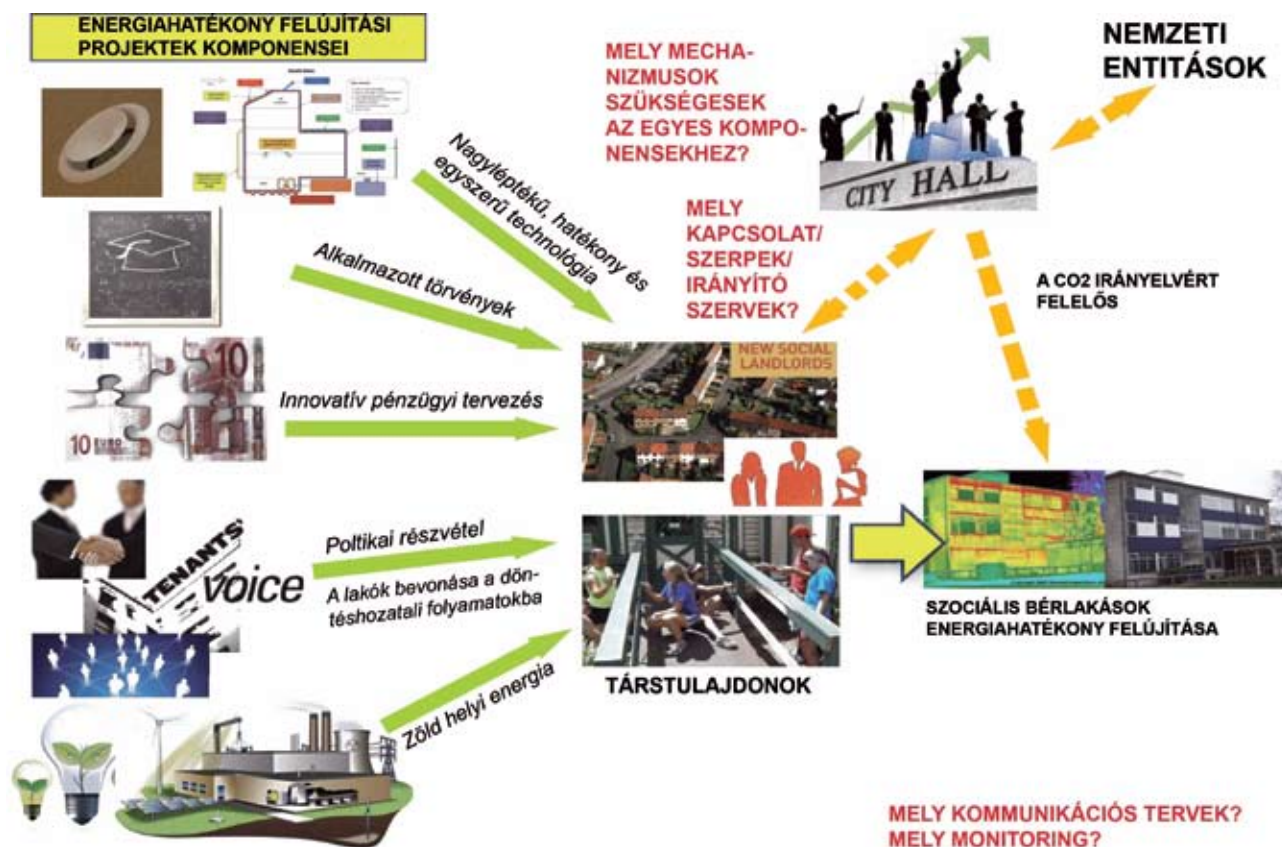 ENERGIAHATÉKONY FELÚJÍTÁSI
PROJEKTEK KOMPONENSEI
MELY MECHA-
NIZMUSOK
SZÜKSÉGESEK
AZ EGYES KOMPO-
NENSEKHEZ?
NEMZETI
ENTITÁSOK
CITY HALL
Nagyléptékű, hatékony és
egyszerű technológia
MELY
KAPCSOLAT/
SZERPEK/
IRÁNYÍTÓ
SZERVEK?
A CO2 IRÁNYELVÉRT
FELELŐS
Alkalmazott törvények
NEW SOCIAL
LANDLORDS
10
10 EURO
Innovatív pénzügyi tervezés
TENANTS'
voice
Poltikai részvétel
A lakók bevonása a dön-
téshozatali folyamatokba
SZOCIÁLIS BÉRLAKÁSOK
ENERGIAHATÉKONY FELÚJÍTÁSA
TÁRSTULAJDONOK
Zöld helyi energia
MELY KOMMUNIKÁCIÓS TERVEK?
MELY MONITORING?